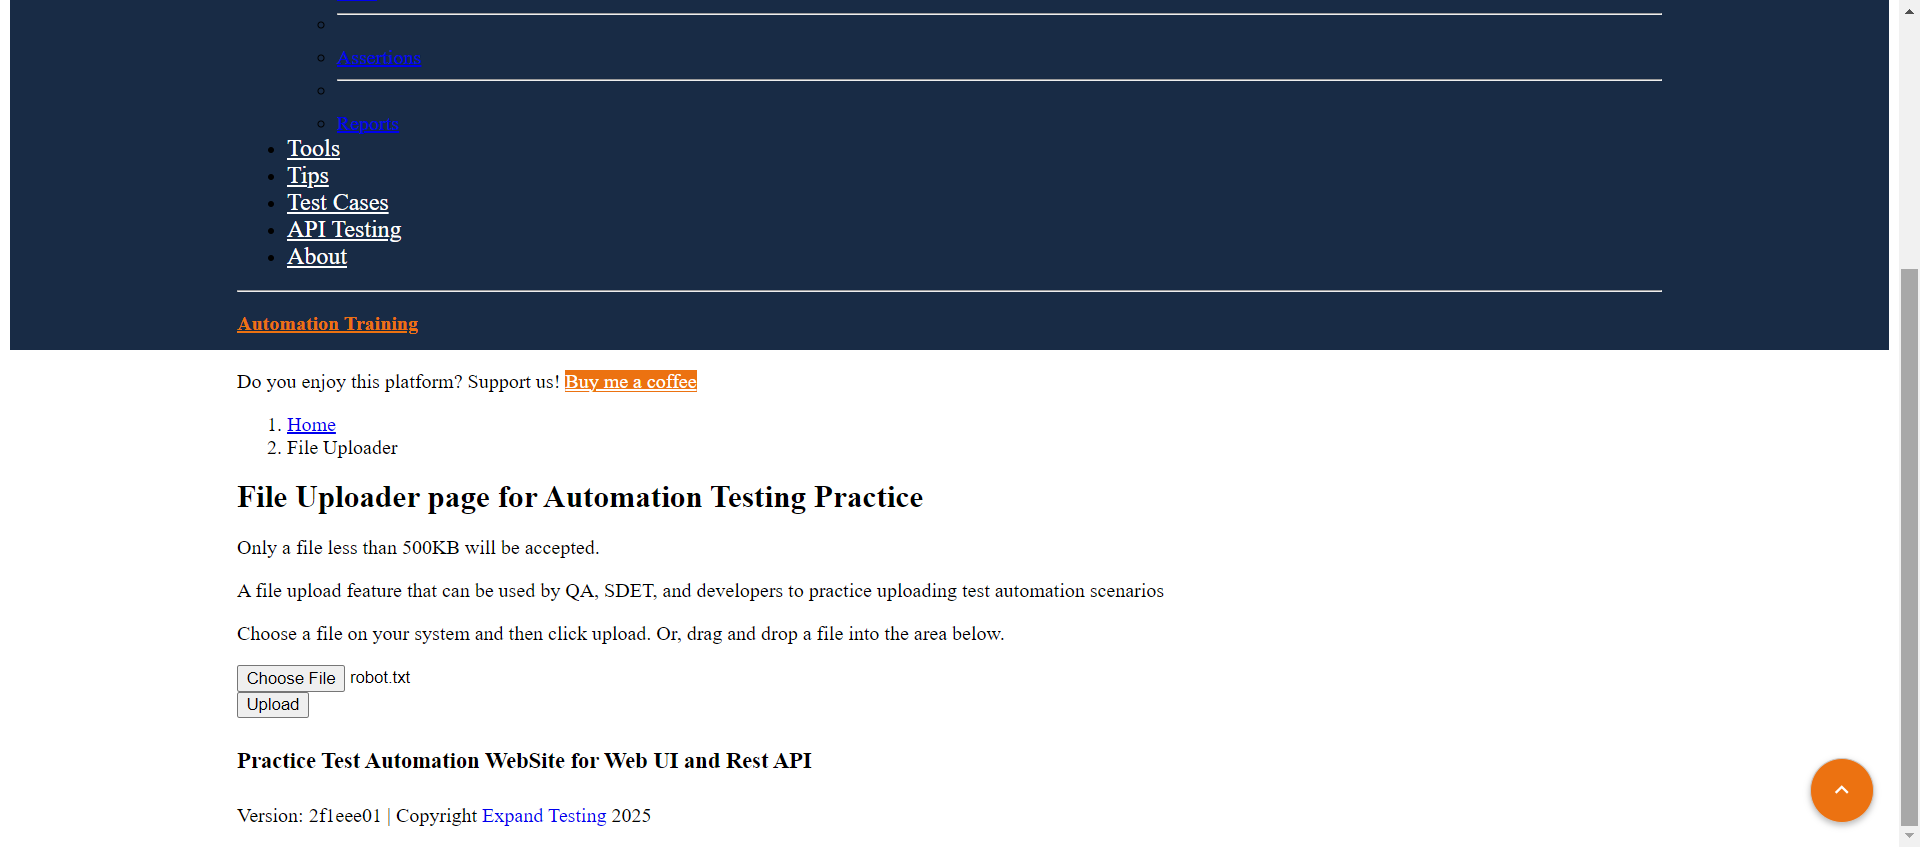 Assertions
Reports
Tools
Tips
Test Cases
API Testing
About
Automation Training
Do you enjoy this platform? Support us! Buy me a coffee
1. Home
2. File Uploader
File Uploader page for Automation Testing Practice
Only a file less than 500KB will be accepted.
A file upload feature that can be used by QA, SDET, and developers to practice uploading test automation scenarios
Choose a file on your system and then click upload. Or, drag and drop a file into the area below.
Choose File robot.txt
Upload
Practice Test Automation WebSite for Web UI and Rest API
Version: 2f1eee01 | Copyright Expand Testing 2025